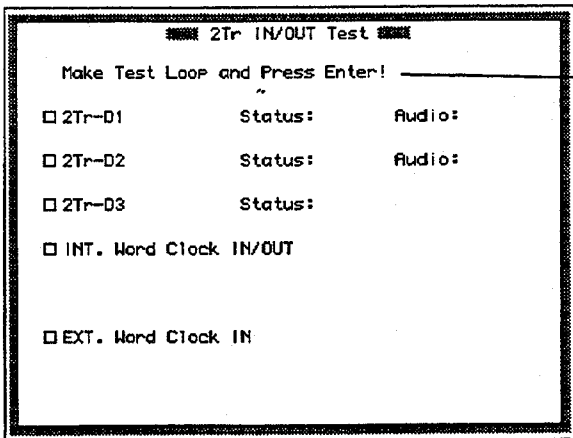 2Tr IN/OUT Test
Make Test Loop and Press Enter!
2Tr-D1 Status: Audio:
2Tr-D2 Status: Audio:
2Tr-D3 Status:
INT. Word Clock IN/OUT
EXT. Word Clock IN